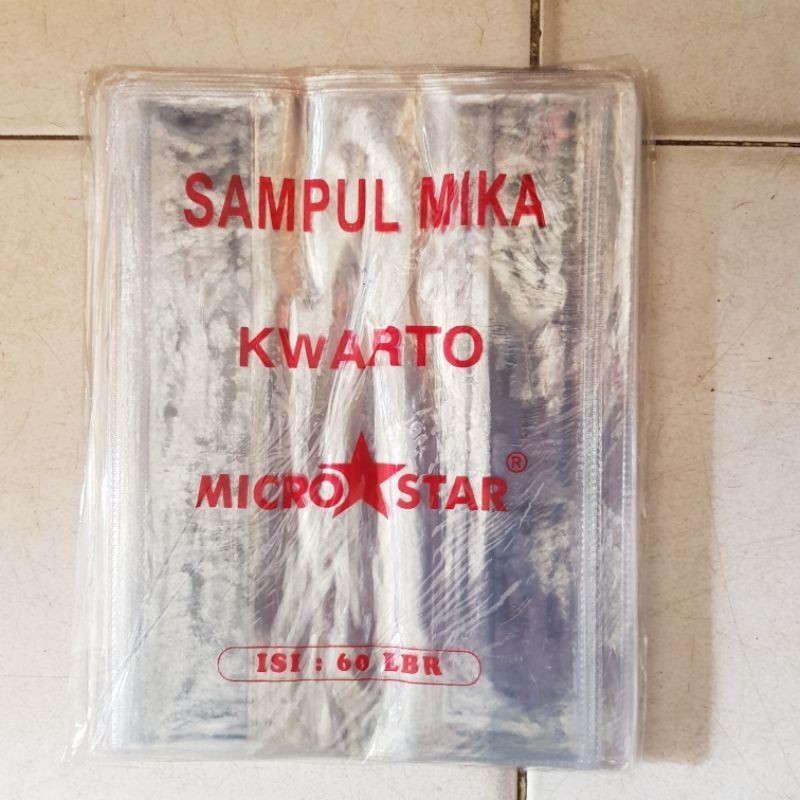 SAMPUL MIKA
KWARTO
MICRO STAR ®
ISI : 60 LBR